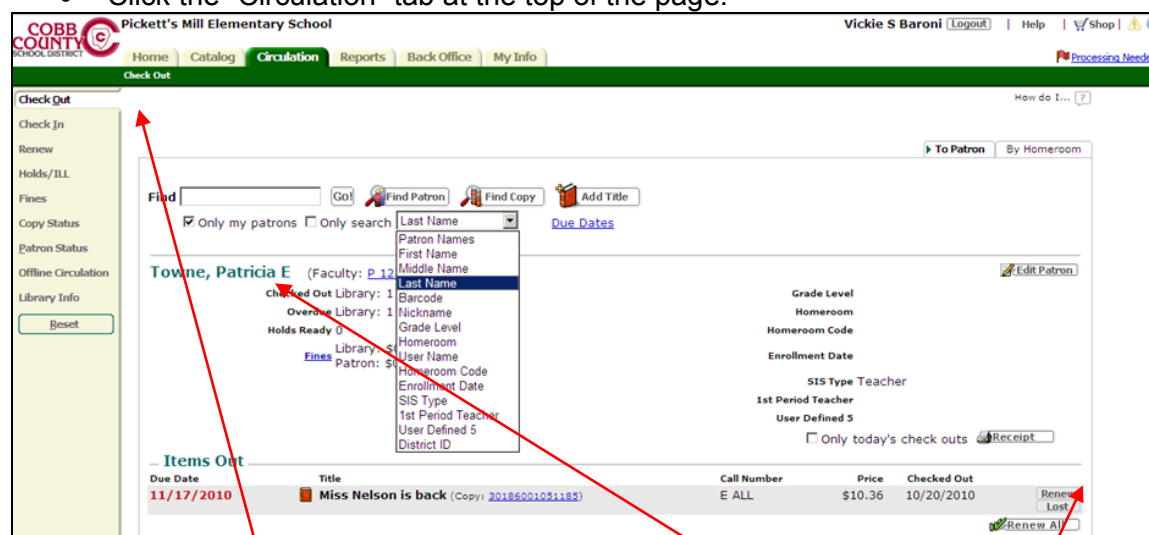 • Click the "Circulation" tab at the top of the page.
COBB COUNTY SCHOOL DISTRICT
Pickett's Mill Elementary School
Vickie S Baroni Logout | Help | Shop |
Home Catalog Circulation Reports Back Office My Info
Processing Neede
Check Out
Check Out
How do I... ?
Check In
Renew
To Patron By Homeroom
Holds/ILL
Fines
Find Go! Find Patron Find Copy Add Title
Copy Status
Only my patrons Only search Last Name Due Dates
Patron Status
Offline Circulation
Library Info
Reset
Patron Names
First Name
Middle Name
Last Name
Barcode
Nickname
Grade Level
Homeroom
User Name
Homeroom Code
Enrollment Date
SIS Type
1st Period Teacher
User Defined 5
District ID
Towne, Patricia E (Faculty: P 12
Edit Patron
Checked Out Library: 1
Overdue Library: 1
Holds Ready 0
Fines Library: $
Patron: $
Grade Level
Homeroom
Homeroom Code
Enrollment Date
SIS Type Teacher
1st Period Teacher
User Defined 5
Only today's check outs Receipt
Items Out
Due Date Title Call Number Price Checked Out
11/17/2010 Miss Nelson is back (Copy: 30186001051185) E ALL $10.36 10/20/2010 Renew
Lost
Renew All